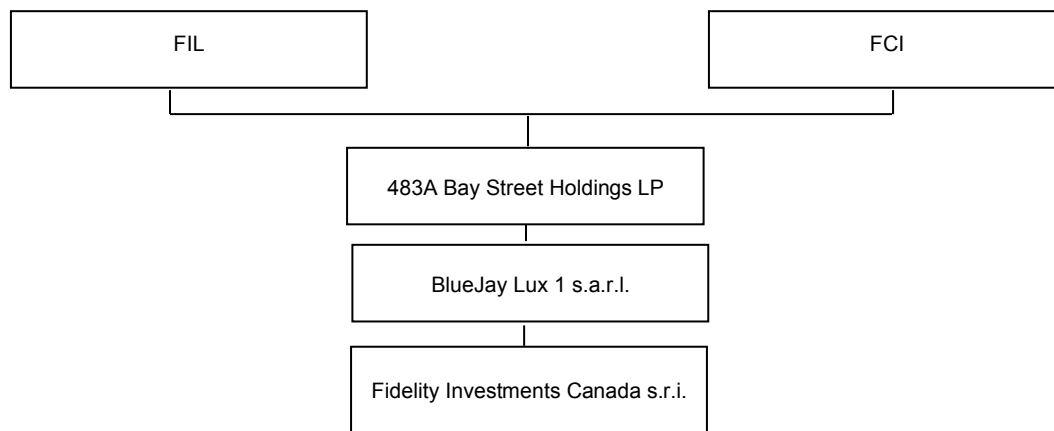 FIL
FCI
483A Bay Street Holdings LP
BlueJay Lux 1 s.a.r.l.
Fidelity Investments Canada s.r.i.